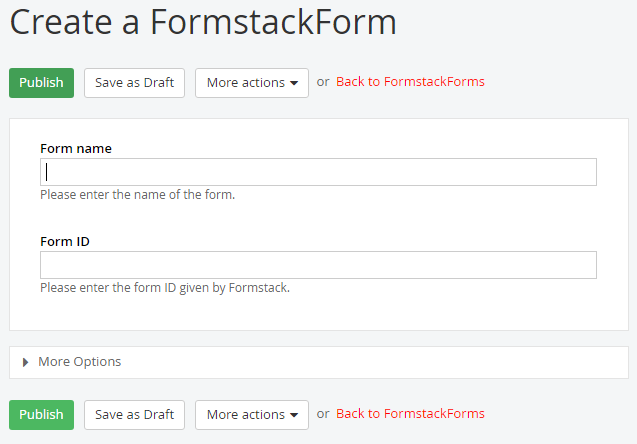 Create a FormstackForm
Publish Save as Draft More actions or Back to FormstackForms
Form name
Please enter the name of the form.
Form ID
Please enter the form ID given by Formstack.
More Options
Publish Save as Draft More actions or Back to FormstackForms